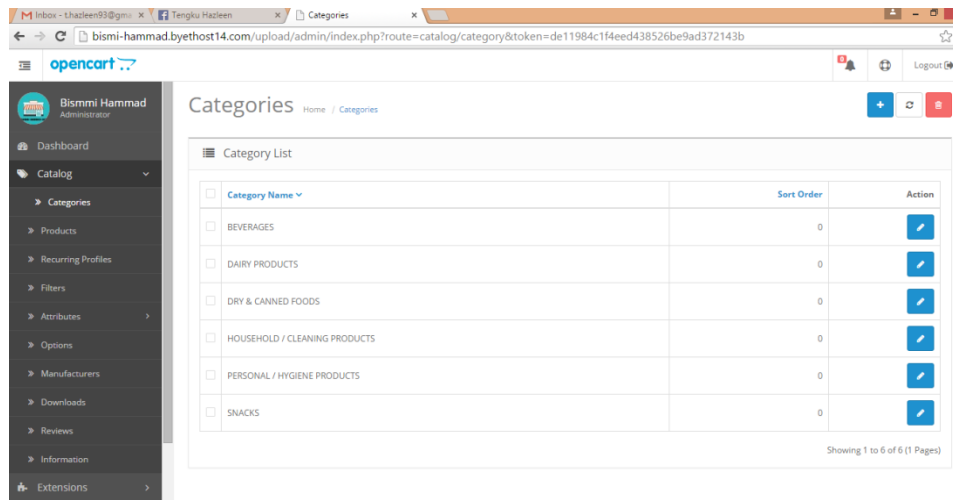 Inbox - t.hazleen93@gma
Tengku Hazleen
Categories
bismi-hammad.byethost14.com/upload/admin/index.php?route=catalog/category&token=de11984c1f4eed438526be9ad372143b
opencart
0
Logout
Bismmi Hammad
Administrator
Categories Home / Categories
Dashboard
Category List
Catalog
Category Name Sort Order Action
Categories
BEVERAGES 0
Products
Recurring Profiles
DAIRY PRODUCTS 0
Filters
DRY & CANNED FOODS 0
Attributes
HOUSEHOLD / CLEANING PRODUCTS 0
Options
Manufacturers
PERSONAL / HYGIENE PRODUCTS 0
Downloads
SNACKS 0
Reviews
Showing 1 to 6 of 6 (1 Pages)
Information
Extensions